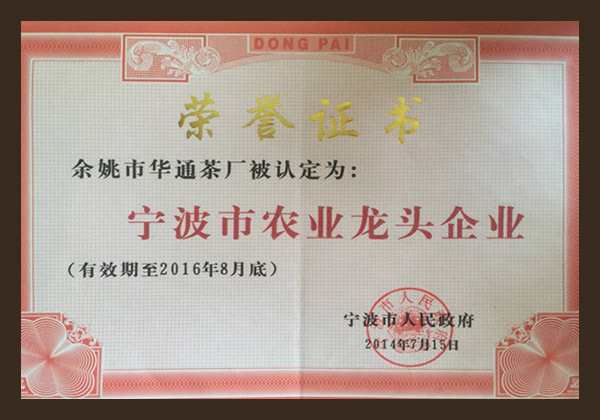 DONG PAI
荣誉证书
余姚市华通茶厂被认定为:
宁波市农业龙头企业
(有效期至2016年8月底)
宁波市人民政府
2014年7月15日